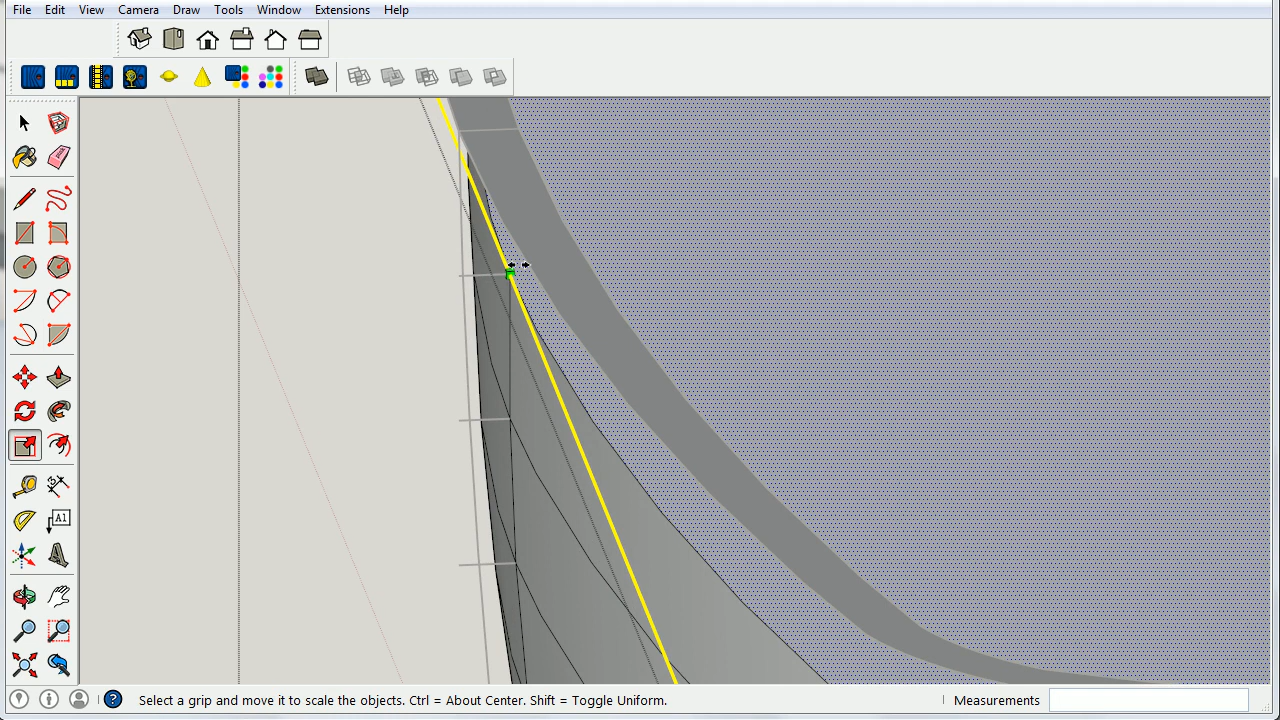 File Edit View Camera Draw Tools Window Extensions Help
A1
Select a grip and move it to scale the objects. Ctrl = About Center. Shift = Toggle Uniform.
Measurements